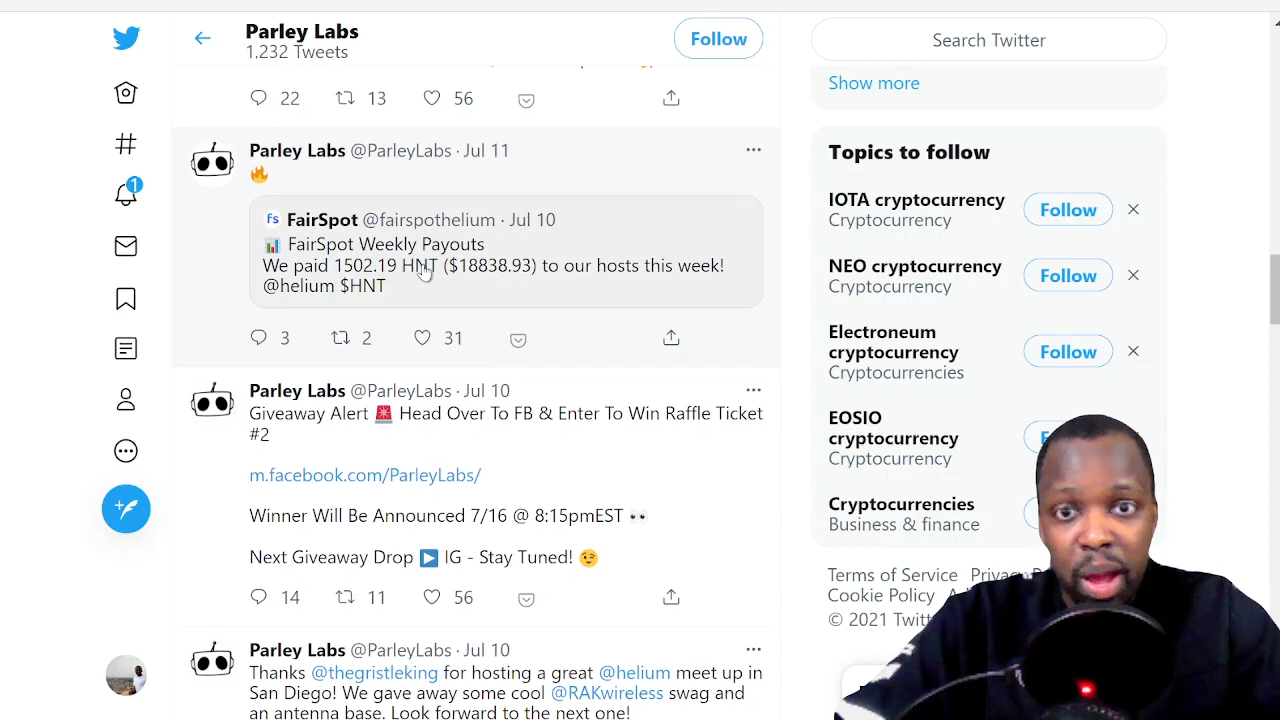 Parley Labs
1,232 Tweets
Follow
Search Twitter
Show more
22 13 56
Parley Labs @ParleyLabs · Jul 11
🔥
Fs FairSpot @fairspothelium · Jul 10
📊 FairSpot Weekly Payouts
We paid 1502.19 HNT ($18838.93) to our hosts this week!
@helium $HNT
3 2 31
Parley Labs @ParleyLabs · Jul 10
Giveaway Alert 🚨 Head Over To FB & Enter To Win Raffle Ticket
#2
m.facebook.com/ParleyLabs/
Winner Will Be Announced 7/16 @ 8:15pmEST 👀
Next Giveaway Drop ▶️ IG - Stay Tuned! 😉
14 11 56
Parley Labs @ParleyLabs · Jul 10
Thanks @thegristleking for hosting a great @helium meet up in
San Diego! We gave away some cool @RAKwireless swag and
an antenna base. Look forward to the next one!
1
Topics to follow
IOTA cryptocurrency
Cryptocurrency
Follow
NEO cryptocurrency
Cryptocurrency
Follow
Electroneum
cryptocurrency
Cryptocurrencies
Follow
EOSIO
cryptocurrency
Cryptocurrency
Cryptocurrencies
Business & finance
Terms of Service
Cookie Policy
© 2021